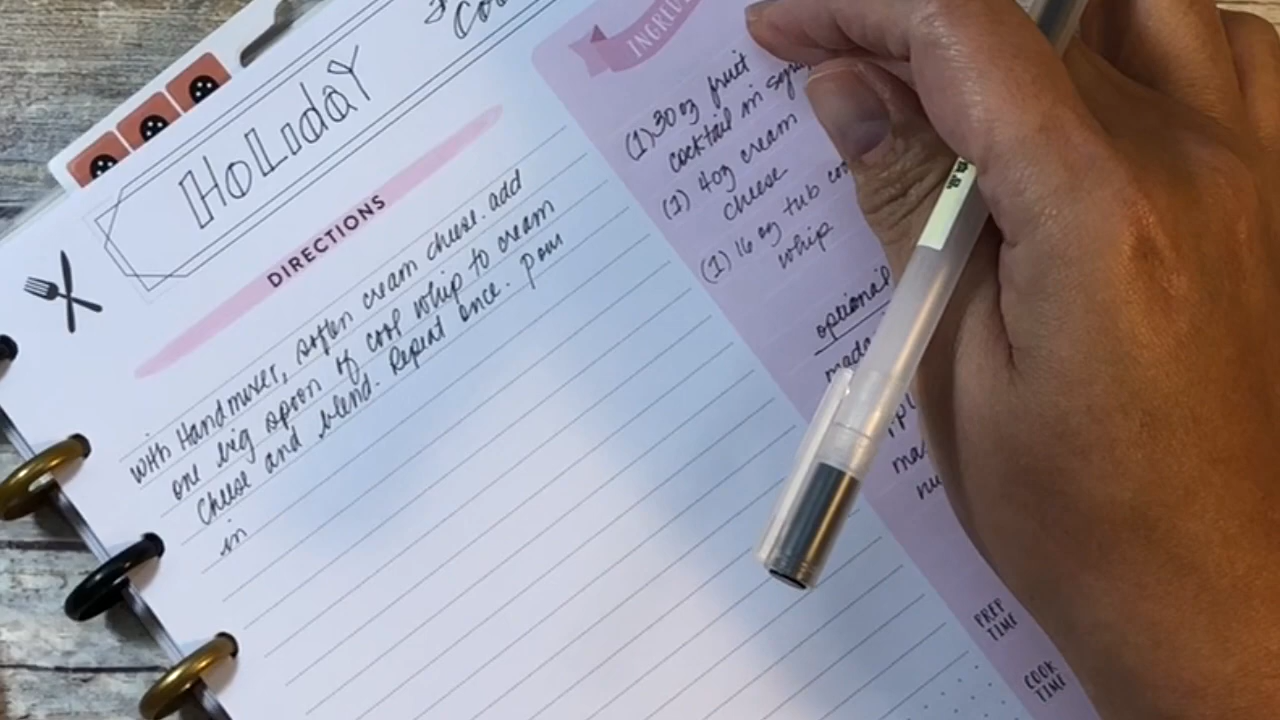 HoLidaY
DIRECTIONS
with Handmixer, soften cream cheese. add
one big spoon of cool whip to cream
cheese and blend. Repeat once. Pour
in
(1) 30 oz fruit
cocktail in
(1) 4oz cream
cheese
(1) 16 oz tub
whip
optional
PREP
TIME
COOK
TIME